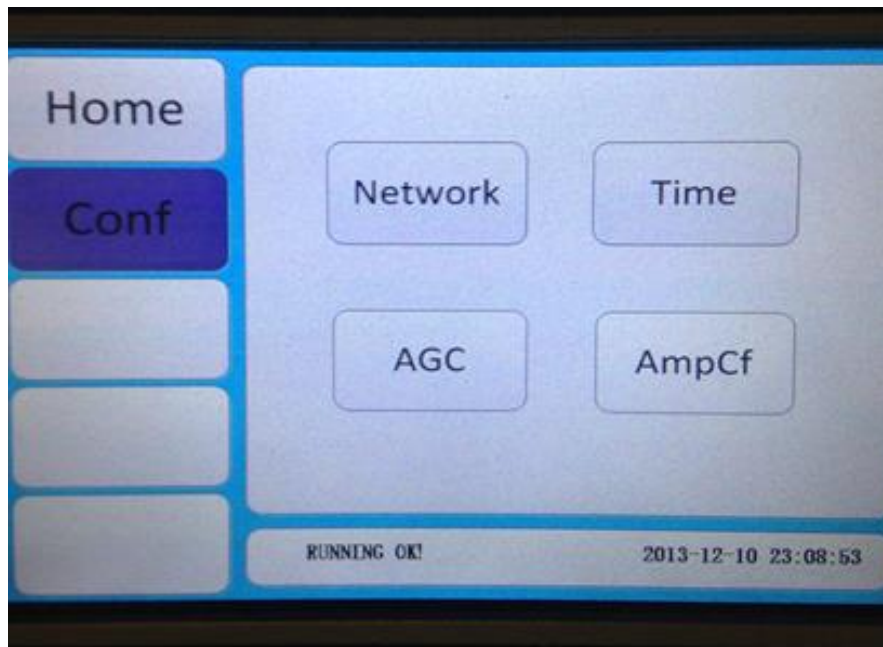 Home
Conf
Network
Time
AGC
AmpCf
RUNNING OK!
2013-12-10 23:08:53